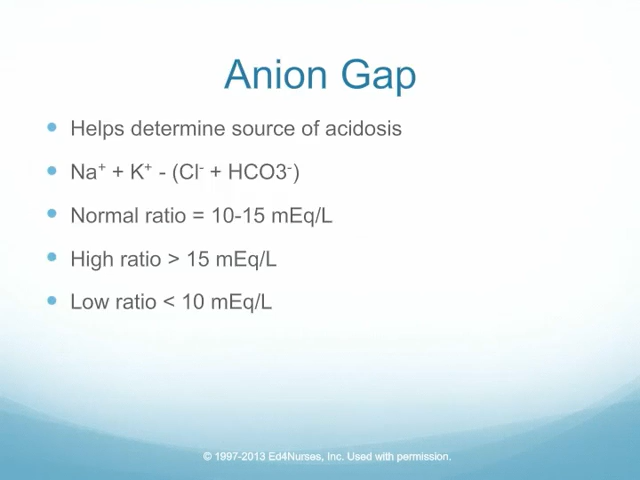 Anion Gap
• Helps determine source of acidosis
• Na⁺ + K⁺ - (Cl⁻ + HCO3⁻)
• Normal ratio = 10-15 mEq/L
• High ratio > 15 mEq/L
• Low ratio < 10 mEq/L
© 1997-2013 Ed4Nurses, Inc. Used with permission.